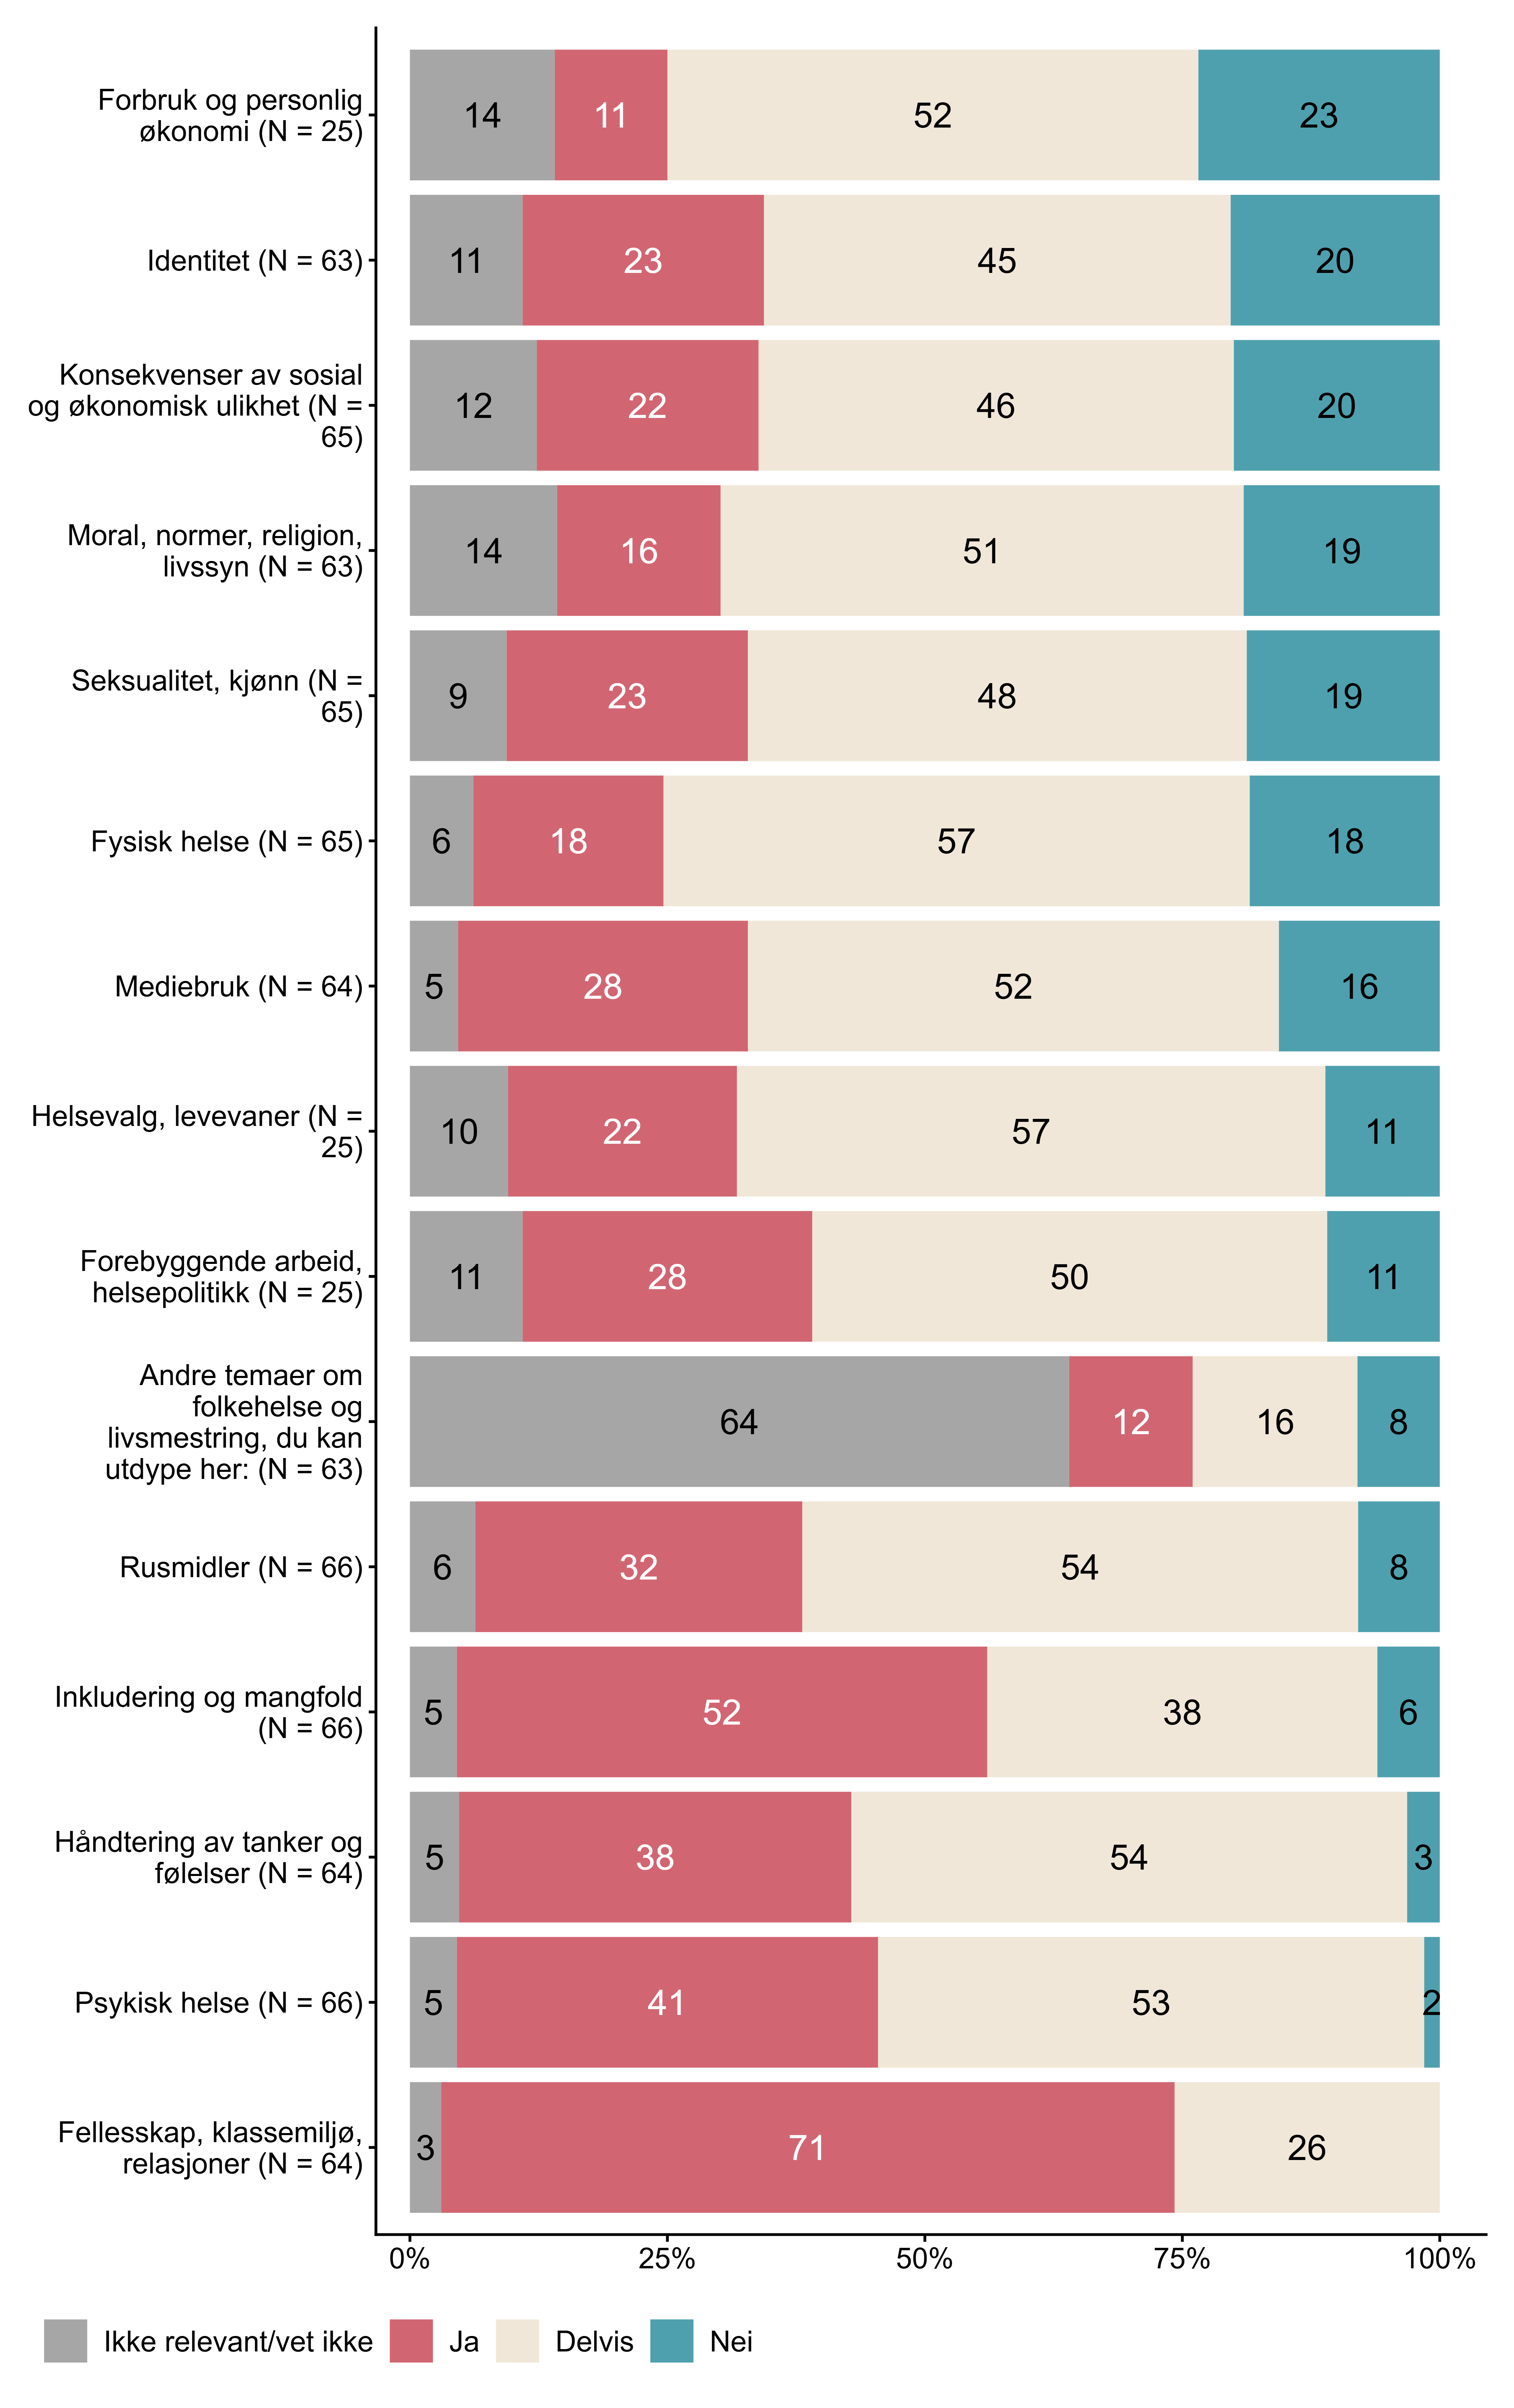 Forbruk og personlig
økonomi (N = 25)
14 11 52 23
Identitet (N = 63)
11 23 45 20
Konsekvenser av sosial
og økonomisk ulikhet (N =
65)
12 22 46 20
Moral, normer, religion,
livssyn (N = 63)
14 16 51 19
Seksualitet, kjønn (N =
65)
9 23 48 19
Fysisk helse (N = 65)
6 18 57 18
Mediebruk (N = 64)
5 28 52 16
Helsevalg, levevaner (N =
25)
10 22 57 11
Forebyggende arbeid,
helsepolitikk (N = 25)
11 28 50 11
Andre temaer om
folkehelse og
livsmestring, du kan
utdype her: (N = 63)
64 12 16 8
Rusmidler (N = 66)
6 32 54 8
Inkludering og mangfold
(N = 66)
5 52 38 6
Håndtering av tanker og
følelser (N = 64)
5 38 54 3
Psykisk helse (N = 66)
5 41 53 2
Fellesskap, klassemiljø,
relasjoner (N = 64)
3 71 26
0% 25% 50% 75% 100%
Ikke relevant/vet ikke Ja Delvis Nei